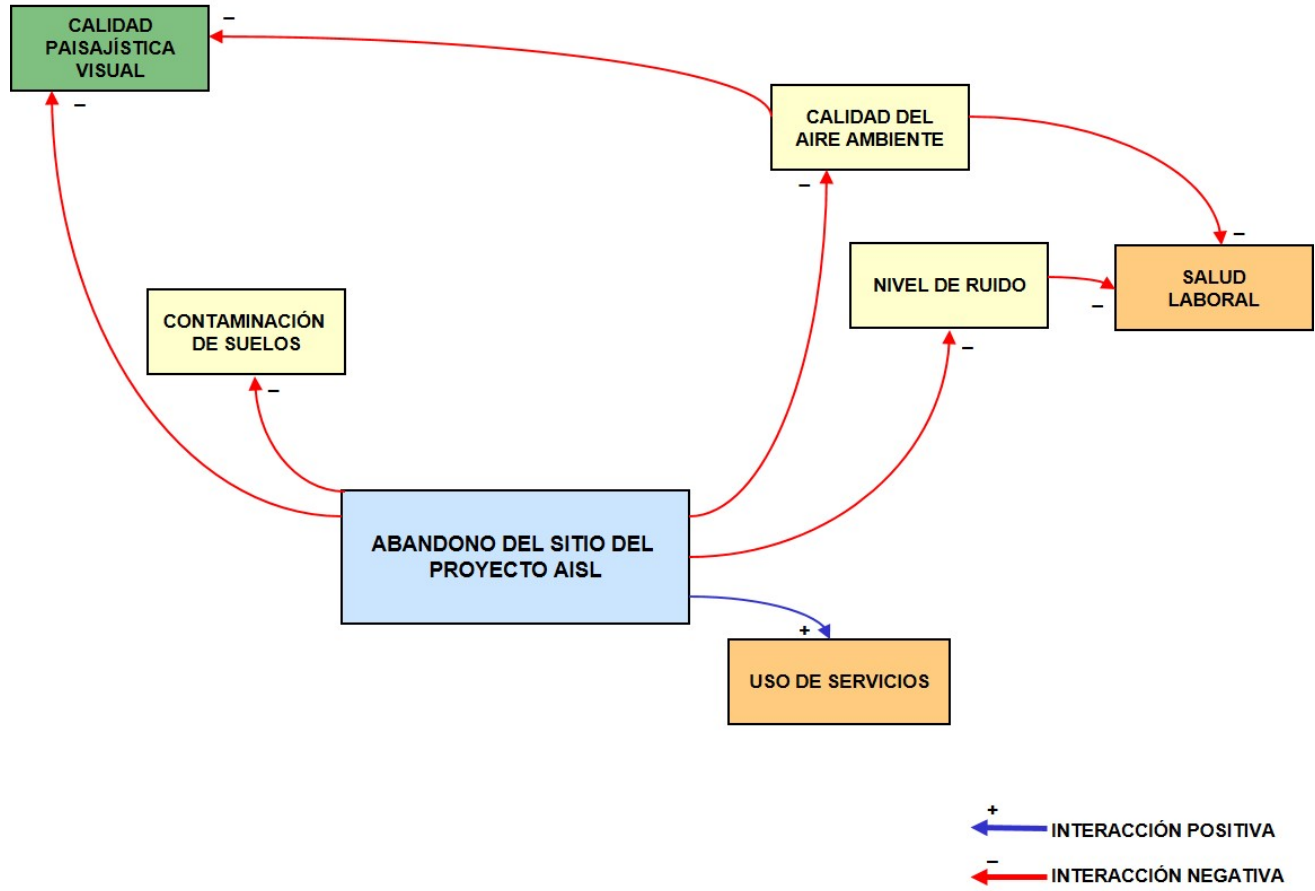 CALIDAD
PAISAJÍSTICA
VISUAL
–
–
CALIDAD DEL
AIRE AMBIENTE
–
–
NIVEL DE RUIDO
–
SALUD
LABORAL
–
CONTAMINACIÓN
DE SUELOS
–
ABANDONO DEL SITIO DEL
PROYECTO AISL
+
USO DE SERVICIOS
+
INTERACCIÓN POSITIVA
–
INTERACCIÓN NEGATIVA